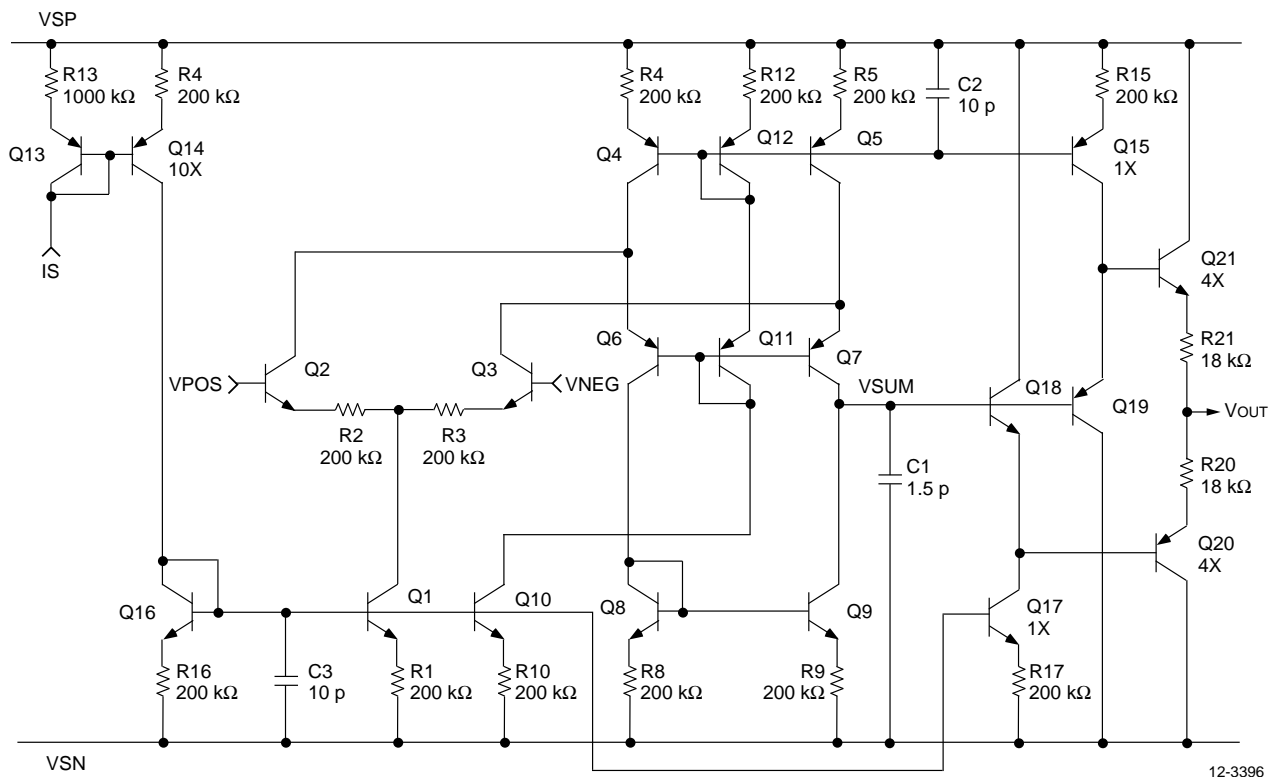 VSP
R13
1000 kΩ
R4
200 kΩ
R4
200 kΩ
R12
200 kΩ
R5
200 kΩ
C2
10 p
R15
200 kΩ
Q13
Q14
10X
Q4
Q12
Q5
Q15
1X
IS
Q21
4X
Q6
Q11
Q7
R21
18 kΩ
VPOS
Q2
Q3
VNEG
VSUM
Q18
Q19
VOUT
R2
200 kΩ
R3
200 kΩ
C1
1.5 p
R20
18 kΩ
Q20
4X
Q16
Q1
Q10
Q8
Q9
Q17
1X
R16
200 kΩ
C3
10 p
R1
200 kΩ
R10
200 kΩ
R8
200 kΩ
R9
200 kΩ
R17
200 kΩ
VSN
12-3396